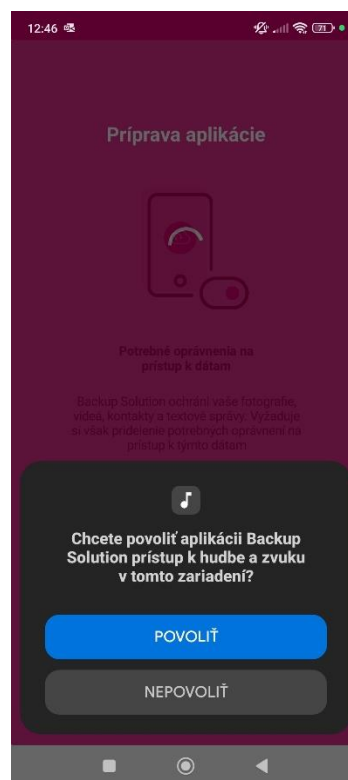 12:46
71
Príprava aplikácie
Potrebné oprávnenia na
prístup k dátam
Backup Solution ochráni vaše fotografie,
videá, kontakty a textové správy. Vyžaduje
si však pridelenie potrebných oprávnení na
prístup k týmto dátam
Chcete povoliť aplikácii Backup
Solution prístup k hudbe a zvuku
v tomto zariadení?
POVOLIŤ
NEPOVOLIŤ